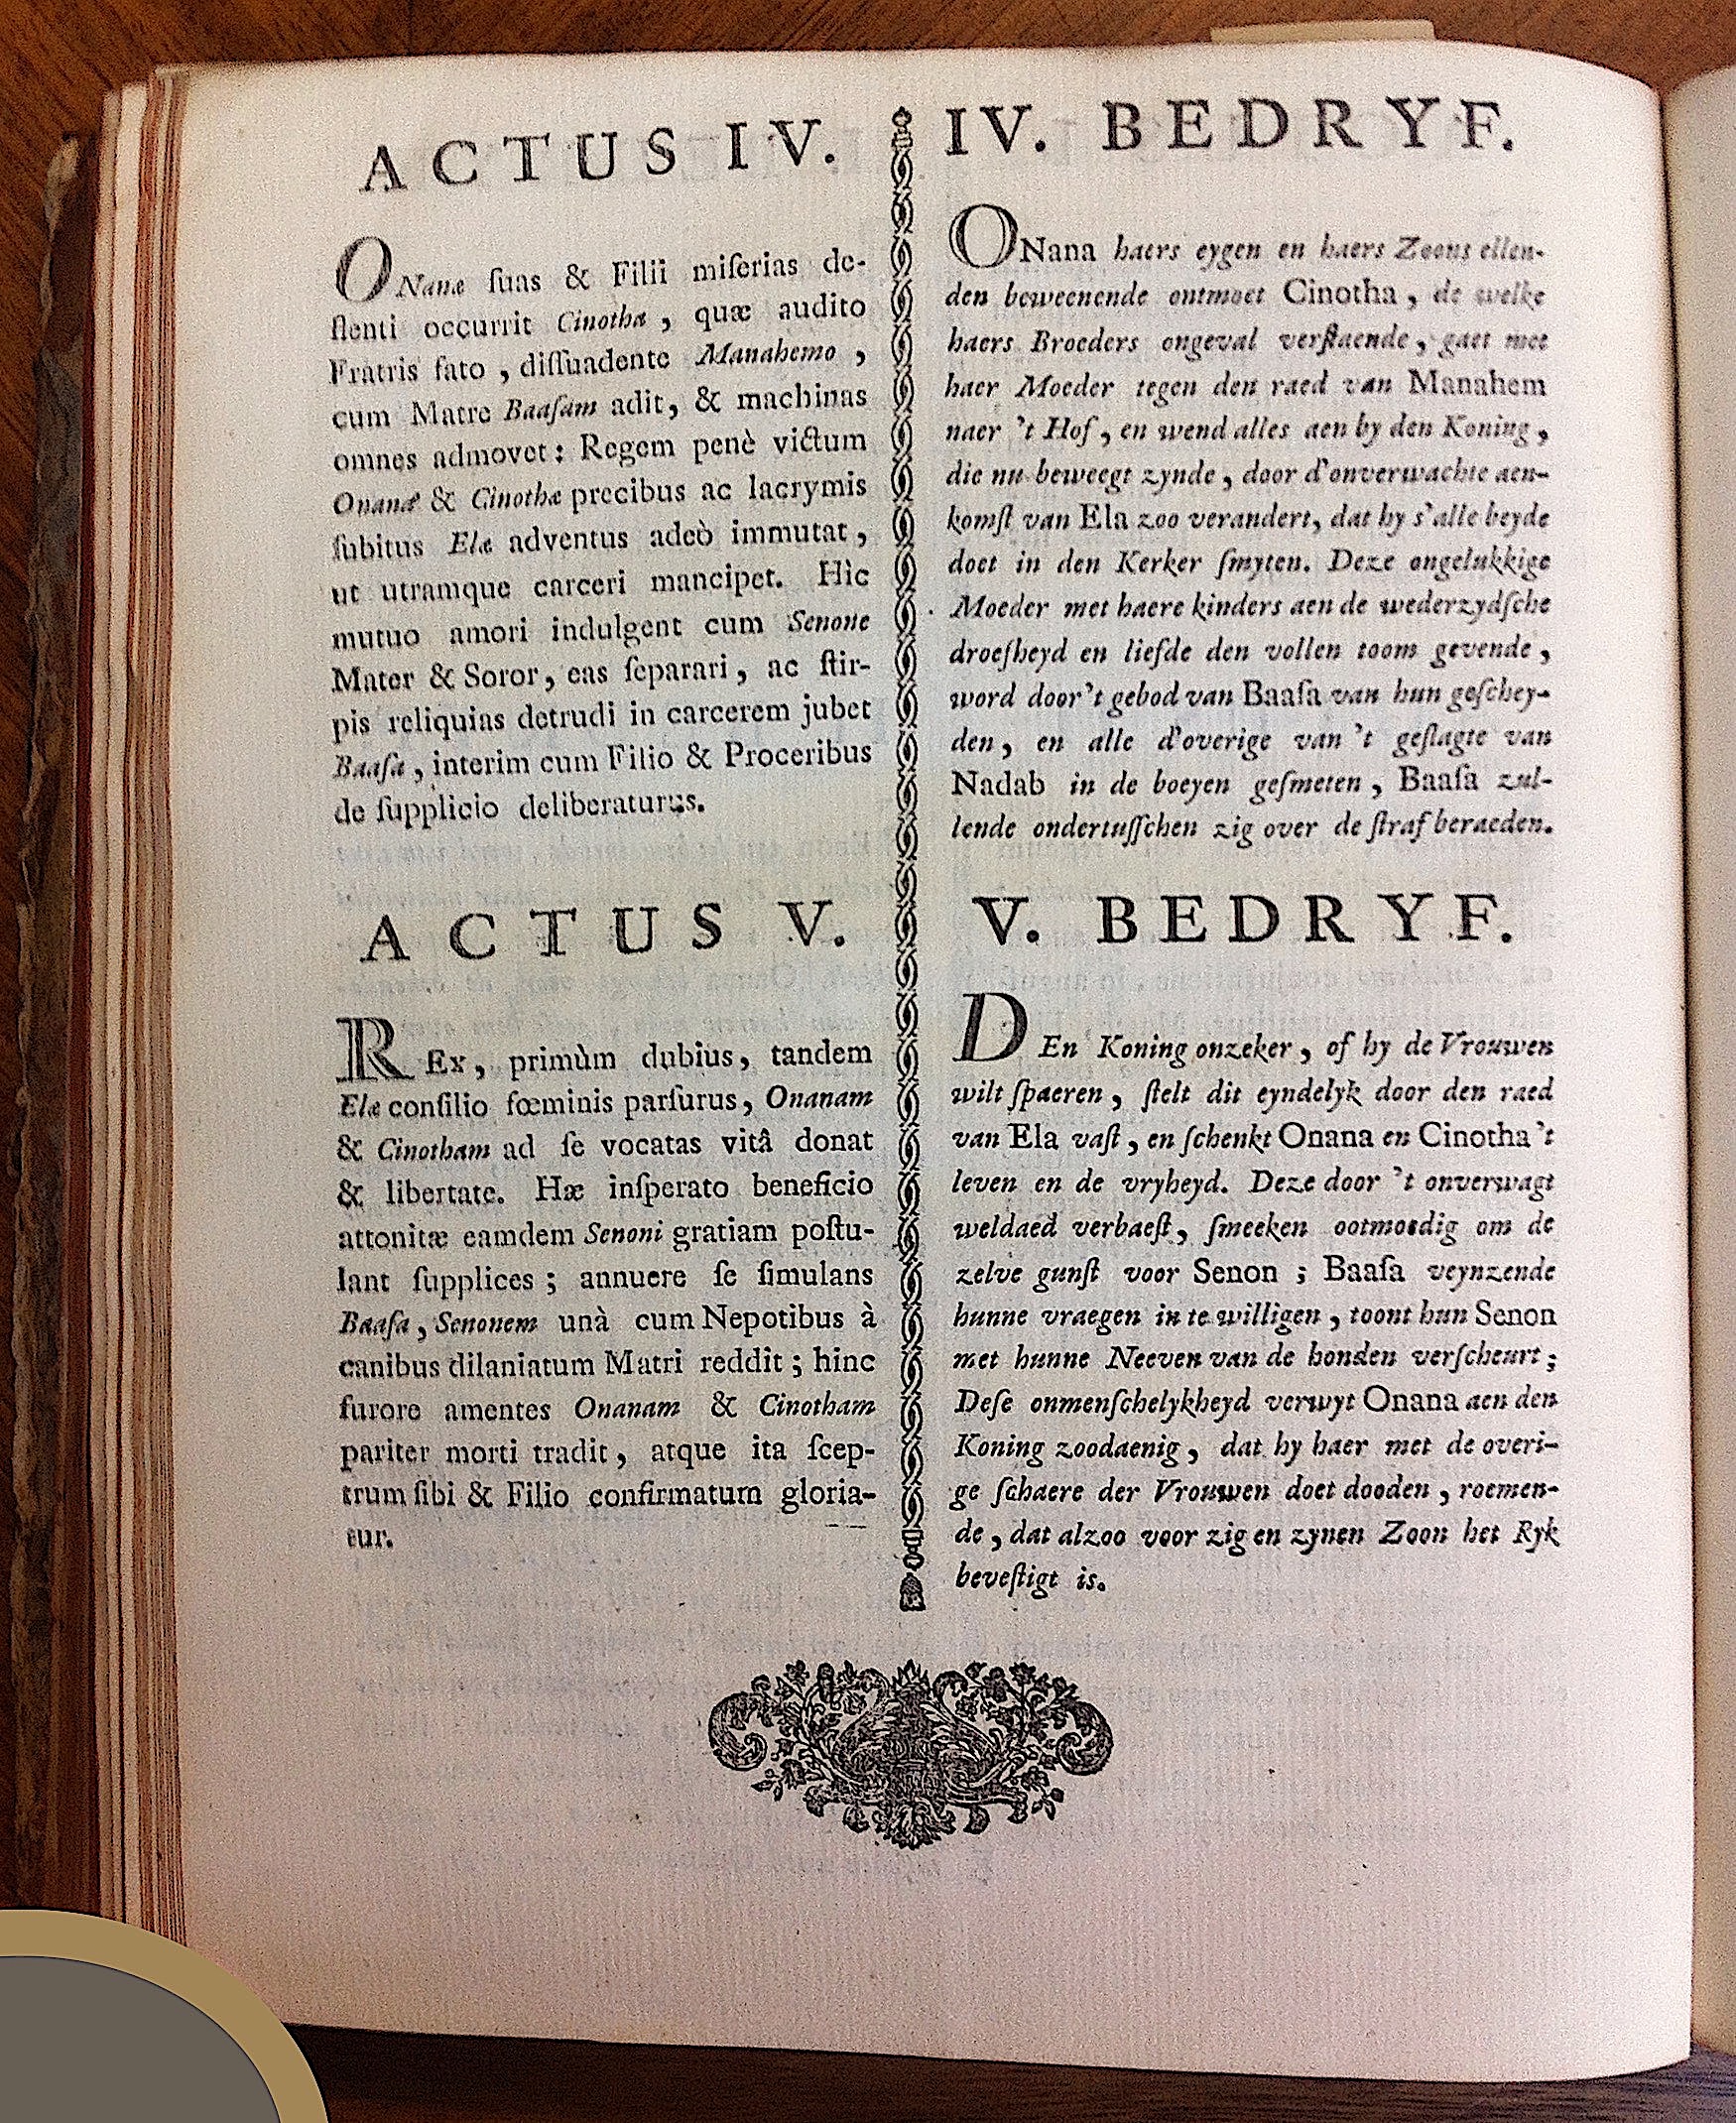 ACTUS IV.
ONanæ ſuas & Filii miſerias de-
flenti occurrit Cinotha, quæ audito
Fratris fato, diſſuadente Manahemo,
cum Matre Baaſam adit, & machinas
omnes admovet: Regem penè victum
Onanæ & Cinothæ precibus ac lacrymis
ſubitus Elæ adventus adeò immutat,
ut utramque carceri mancipet. Hìc
mutuo amori indulgent cum Senone
Mater & Soror, eas ſeparari, ac ſtir-
pis reliquias detrudi in carcerem jubet
Baaſa, interim cum Filio & Proceribus
de ſupplicio deliberaturus.
ACTUS V.
REx, primùm dubius, tandem
Elæ conſilio fœminis parſurus, Onanam
& Cinotham ad ſe vocatas vitâ donat
& libertate. Hæ inſperato beneficio
attonitæ eamdem Senoni gratiam poſtu-
lant ſupplices; annuere ſe ſimulans
Baaſa, Senonem unà cum Nepotibus à
canibus dilaniatum Matri reddit; hinc
furore amentes Onanam & Cinotham
pariter morti tradit, atque ita ſcep-
trum ſibi & Filio confirmatum gloria-
tur.
IV. BEDRYF.
ONana haers eygen en haers Zoons ellen-
den beweenende ontmoet Cinotha, de welke
haers Broeders ongeval verſtaende, gaet met
haer Moeder tegen den raed van Manahem
naer 't Hof, en wend alles aen by den Koning,
die nu beweegt zynde, door d'onverwachte aen-
komſt van Ela zoo verandert, dat hy s'alle beyde
doet in den Kerker ſmyten. Deze ongelukkige
Moeder met haere kinders aen de wederzydſche
droefheyd en liefde den vollen toom gevende,
word door't gebod van Baaſa van hun geſchey-
den, en alle d'overige van 't geſlagte van
Nadab in de boeyen geſmeten, Baaſa zul-
lende ondertuſſchen zig over de ſtraf beraeden.
V. BEDRYF.
DEn Koning onzeker, of hy de Vrouwen
wilt ſpaeren, ſtelt dit eyndelyk door den raed
van Ela vaſt, en ſchenkt Onana en Cinotha 't
leven en de vryheyd. Deze door 't onverwagt
weldaed verbaeſt, ſmeeken ootmoedig om de
zelve gunſt voor Senon; Baaſa veynzende
hunne vraegen in te willigen, toont hun Senon
met hunne Neeven van de honden verſcheurt;
Deſe onmenſchelykheyd verwyt Onana aen den
Koning zoodaenig, dat hy haer met de overi-
ge ſchaere der Vrouwen doet dooden, roemen-
de, dat alzoo voor zig en zynen Zoon het Ryk
beveſtigt is.